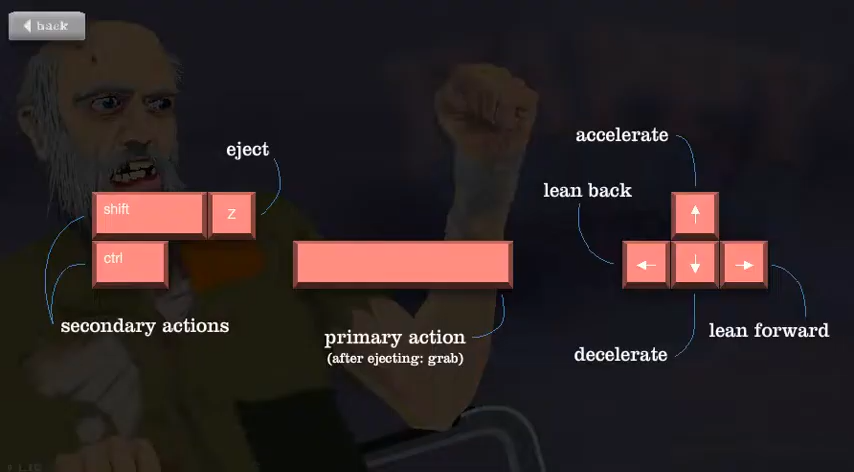 back
eject
accelerate
lean back
shift
Z
↑
ctrl
← ↓ →
secondary actions
primary action
(after ejecting: grab)
lean forward
decelerate